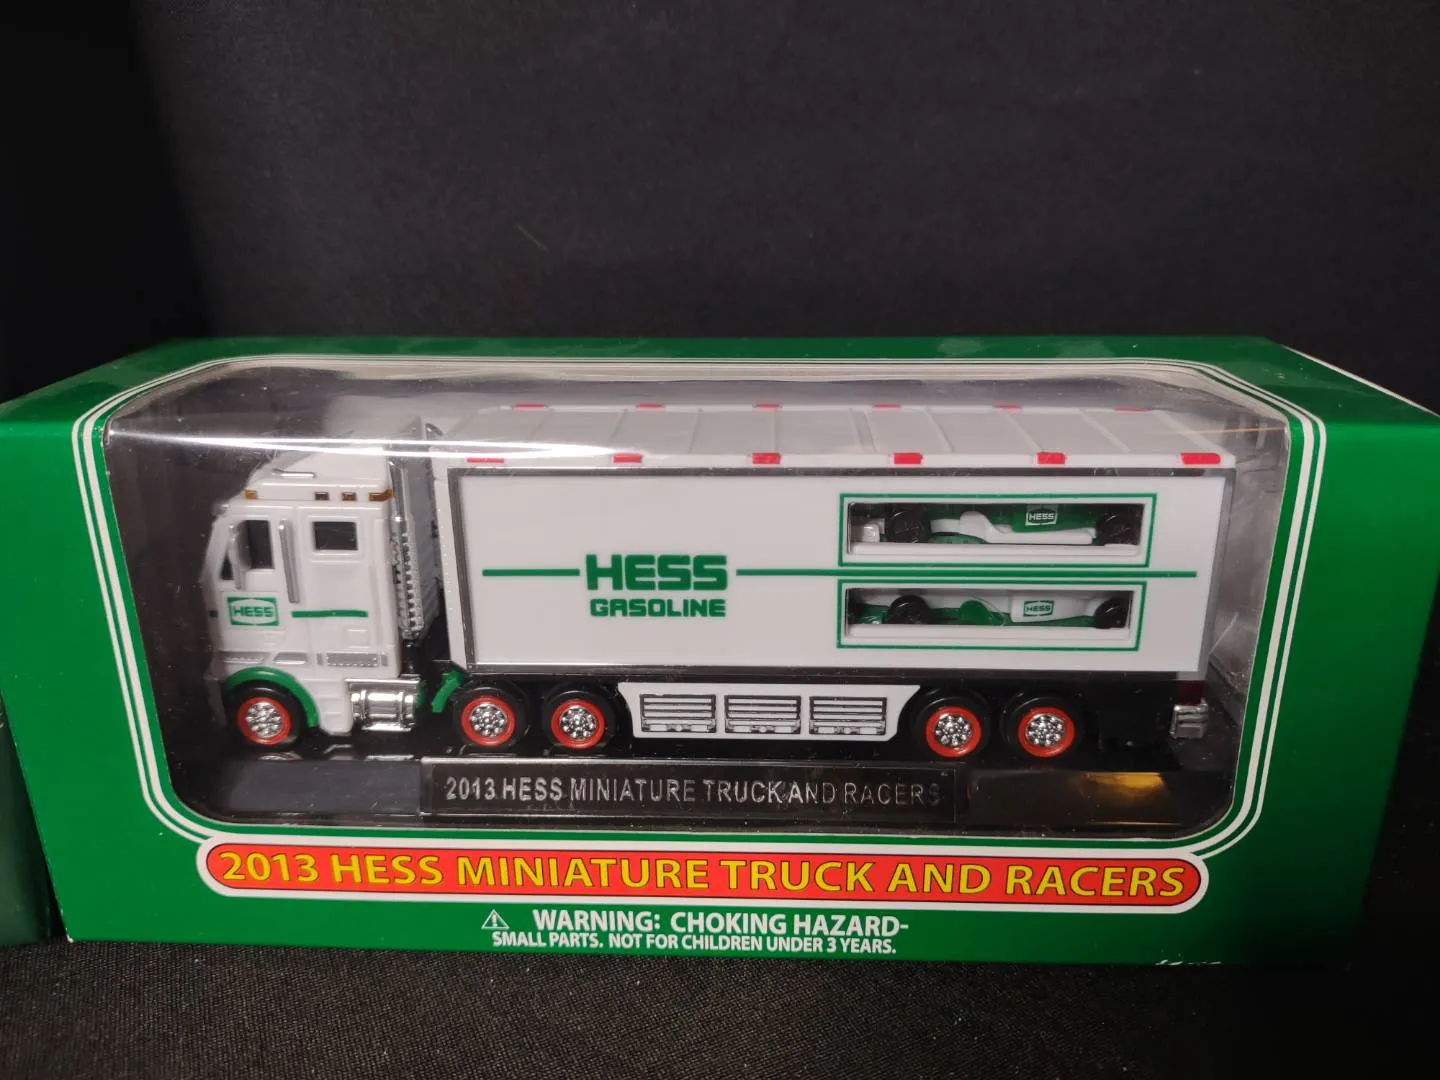 HESS
HESS
HESS
GASOLINE
HESS
2013 HESS MINIATURE TRUCK AND RACERS
2013 HESS MINIATURE TRUCK AND RACERS
WARNING: CHOKING HAZARD-
SMALL PARTS. NOT FOR CHILDREN UNDER 3 YEARS.